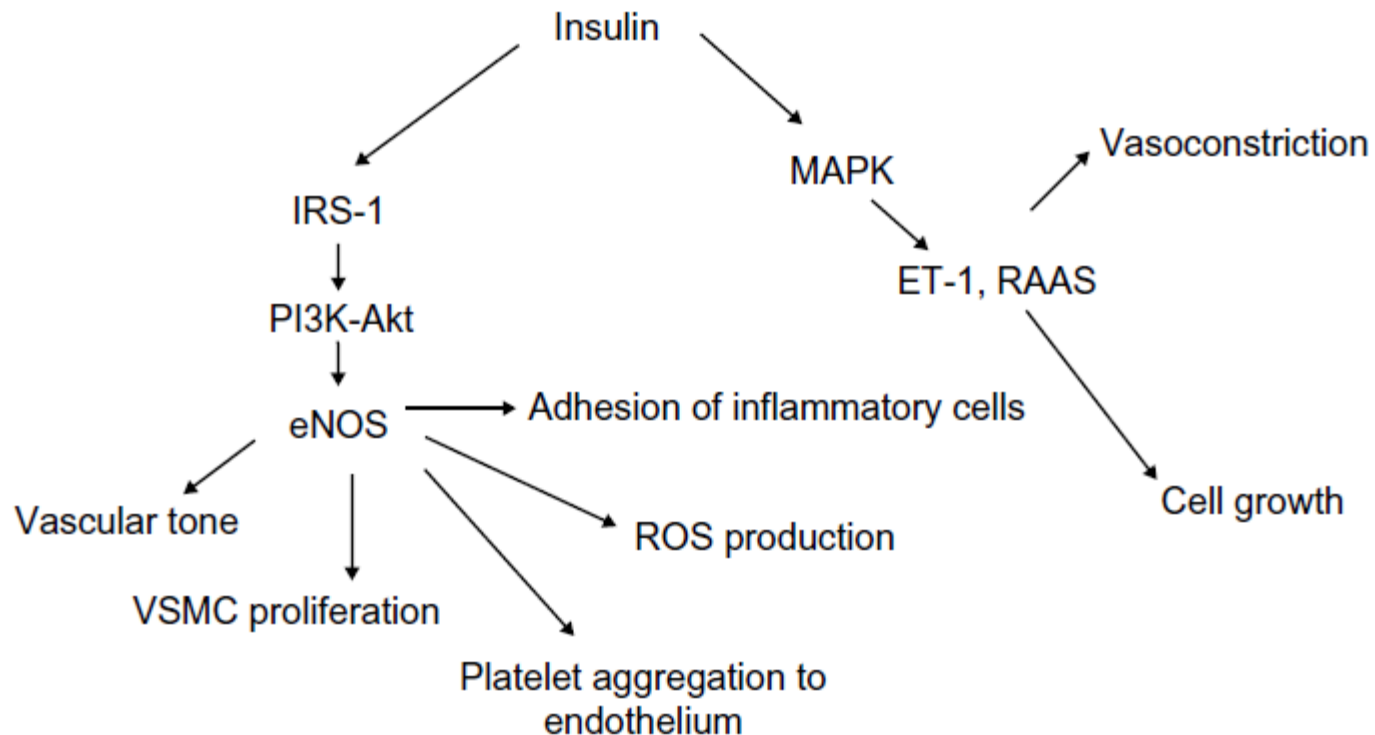 Insulin
Vasoconstriction
MAPK
IRS-1
ET-1, RAAS
PI3K-Akt
Adhesion of inflammatory cells
eNOS
Cell growth
Vascular tone
ROS production
VSMC proliferation
Platelet aggregation to
endothelium